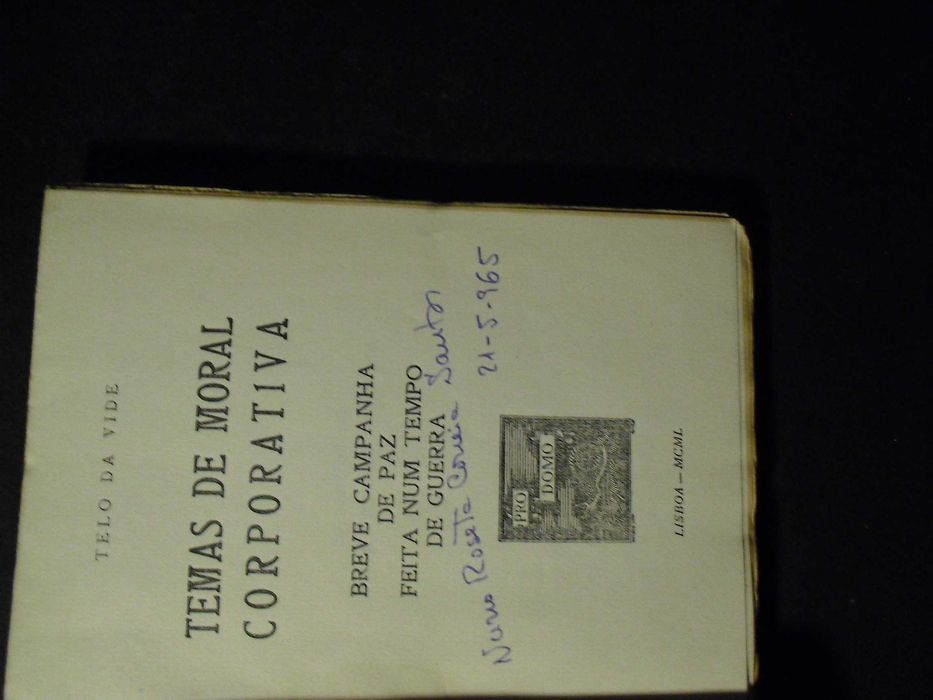 TELO DA VIDE
TEMAS DE MORAL
CORPORATIVA
BREVE CAMPANHA
DE PAZ
FEITA NUM TEMPO
DE GUERRA
Nuno Roseta Correia Santos
21-5-965
PRO
DOMO
LISBOA — MCML